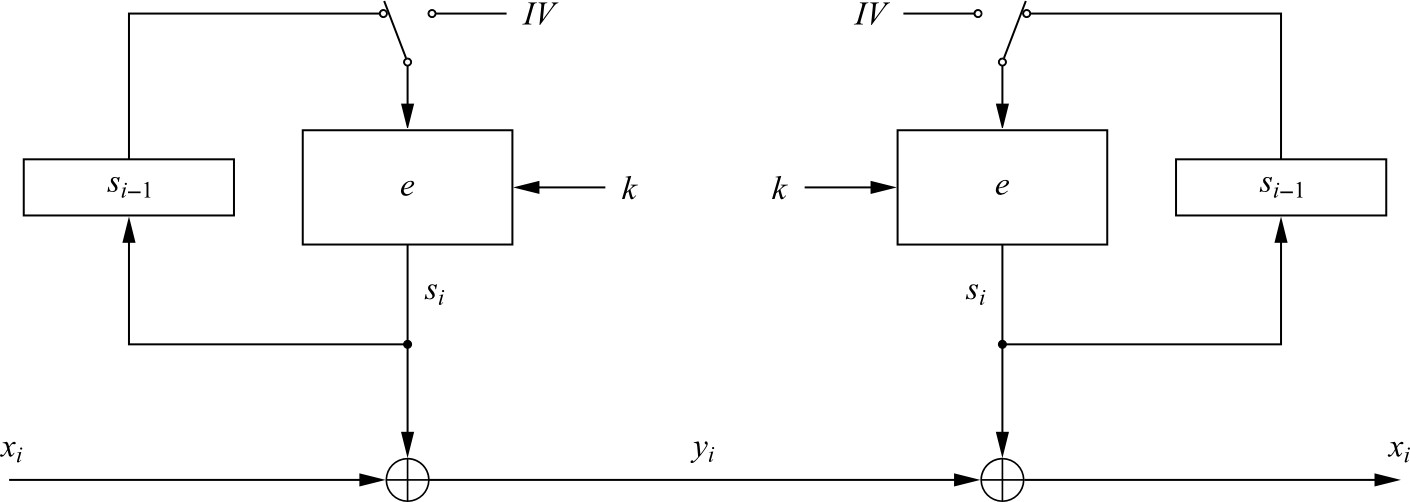 IV IV
s_{i−1} e k k e s_{i−1}
s_i s_i
x_i y_i x_i